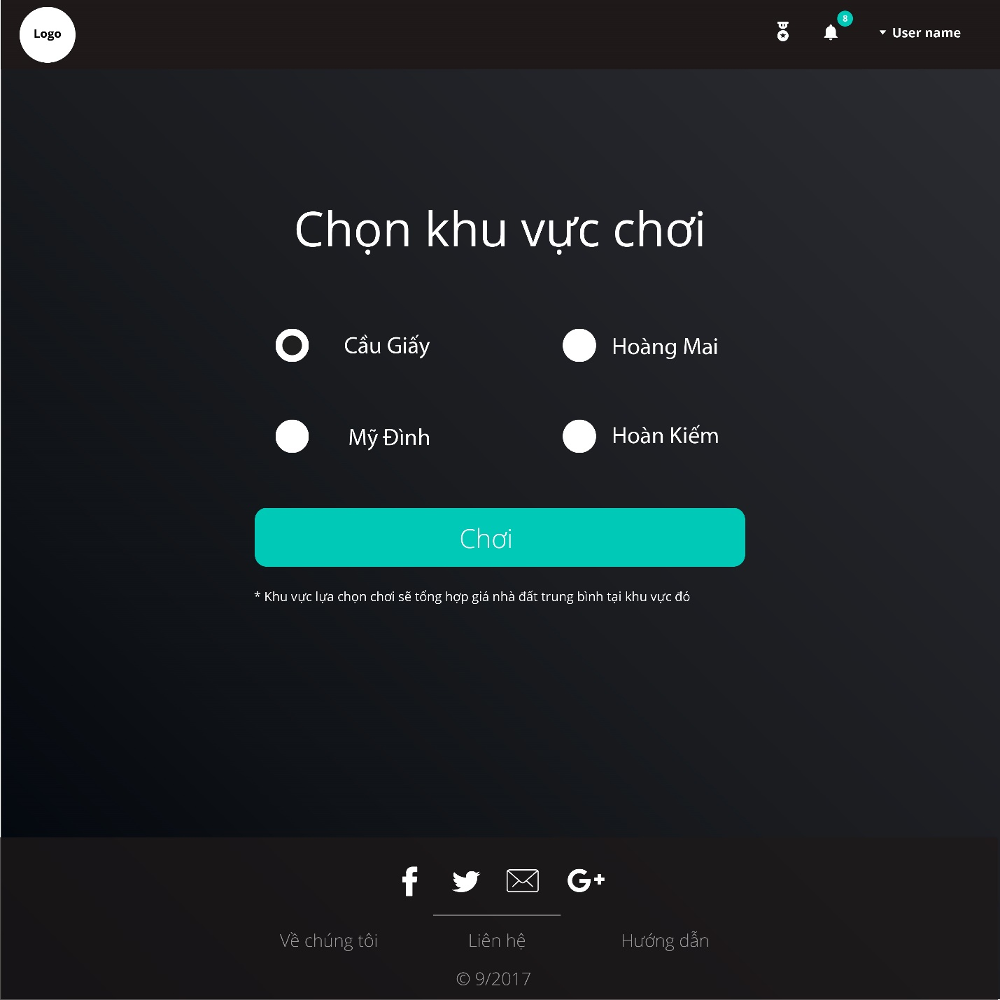 Logo
8
User name
Chọn khu vực chơi
Cầu Giấy
Hoàng Mai
Mỹ Đình
Hoàn Kiếm
Chơi
* Khu vực lựa chọn chơi sẽ tổng hợp giá nhà đất trung bình tại khu vực đó
Về chúng tôi
Liên hệ
Hướng dẫn
© 9/2017